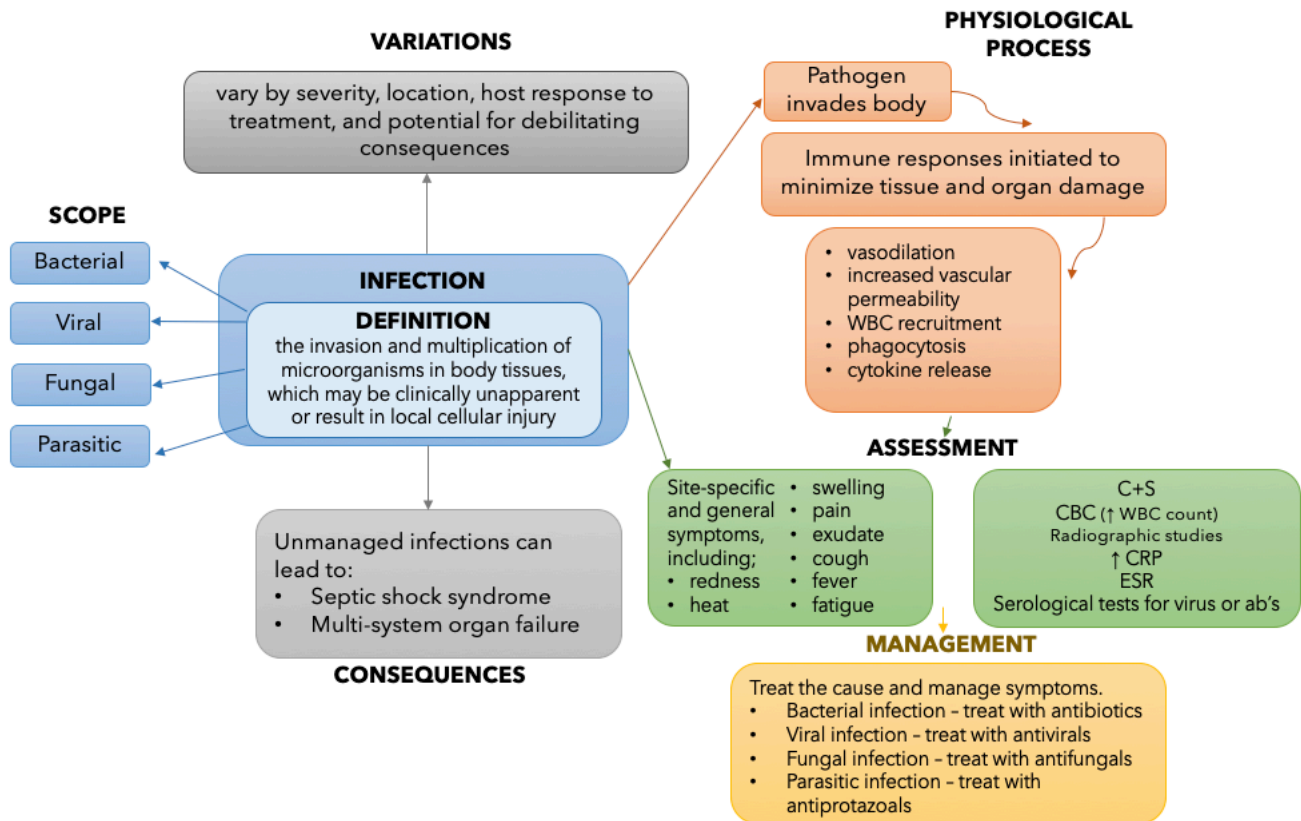 VARIATIONS
vary by severity, location, host response to
treatment, and potential for debilitating
consequences
SCOPE
Bacterial
Viral
Fungal
Parasitic
INFECTION
DEFINITION
the invasion and multiplication of
microorganisms in body tissues,
which may be clinically unapparent
or result in local cellular injury
Unmanaged infections can
lead to:
• Septic shock syndrome
• Multi-system organ failure
CONSEQUENCES
PHYSIOLOGICAL
PROCESS
Pathogen
invades body
Immune responses initiated to
minimize tissue and organ damage
• vasodilation
• increased vascular
permeability
• WBC recruitment
• phagocytosis
• cytokine release
ASSESSMENT
Site-specific
and general
symptoms,
including;
• redness
• heat
• swelling
• pain
• exudate
• cough
• fever
• fatigue
C+S
CBC (↑ WBC count)
Radiographic studies
↑ CRP
ESR
Serological tests for virus or ab's
MANAGEMENT
Treat the cause and manage symptoms.
• Bacterial infection – treat with antibiotics
• Viral infection – treat with antivirals
• Fungal infection – treat with antifungals
• Parasitic infection – treat with
antiprotazoals